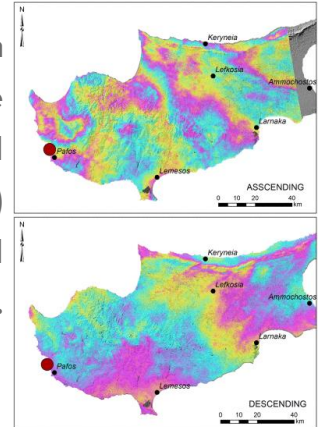 N
Keryneia
Lefkosia
Ammochostos
Larnaka
Pafos
Lemesos
ASSCENDING
0 10 20 40
km
N
Keryneia
Lefkosia
Ammochostos
Larnaka
Pafos
Lemesos
DESCENDING
0 10 20 40
km